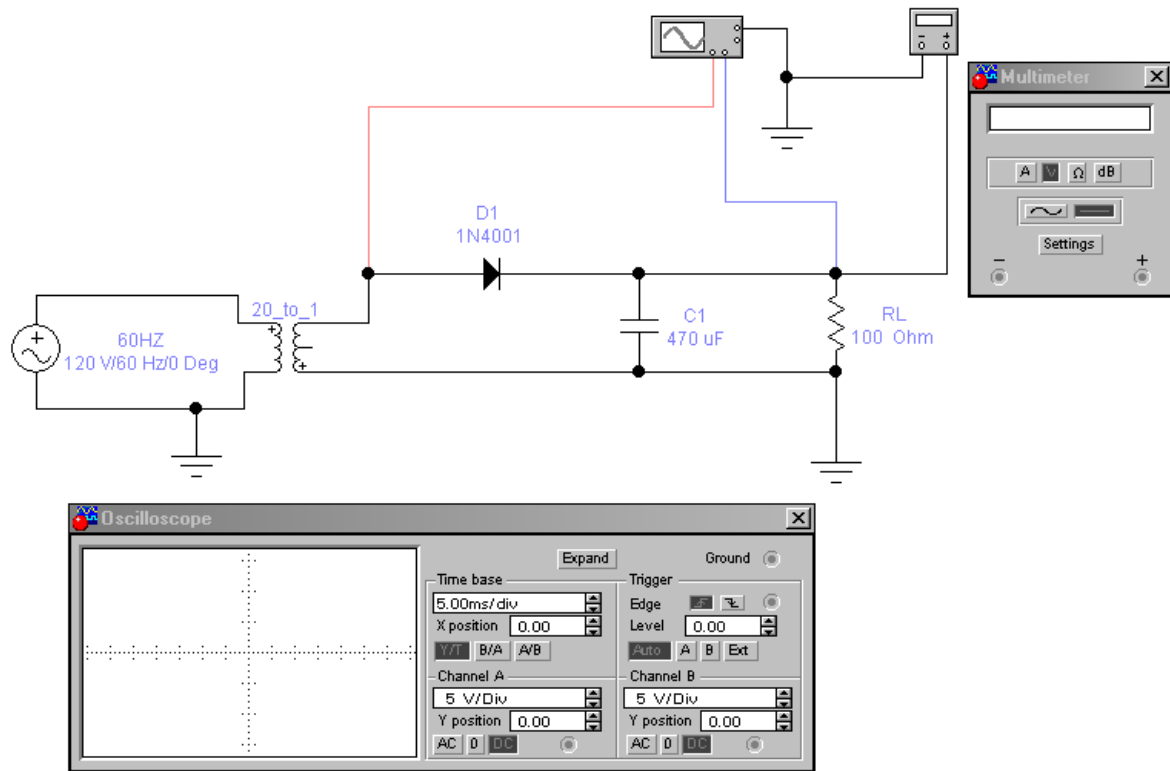 Multimeter
A V Ω dB
Settings
− +
D1
1N4001
20_to_1
60HZ
120 V/60 Hz/0 Deg
C1
470 uF
RL
100 Ohm
Oscilloscope
Expand Ground
Time base Trigger
5.00ms/div Edge
X position 0.00 Level 0.00
Y/T B/A A/B Auto A B Ext
Channel A Channel B
5 V/Div 5 V/Div
Y position 0.00 Y position 0.00
AC 0 DC AC 0 DC